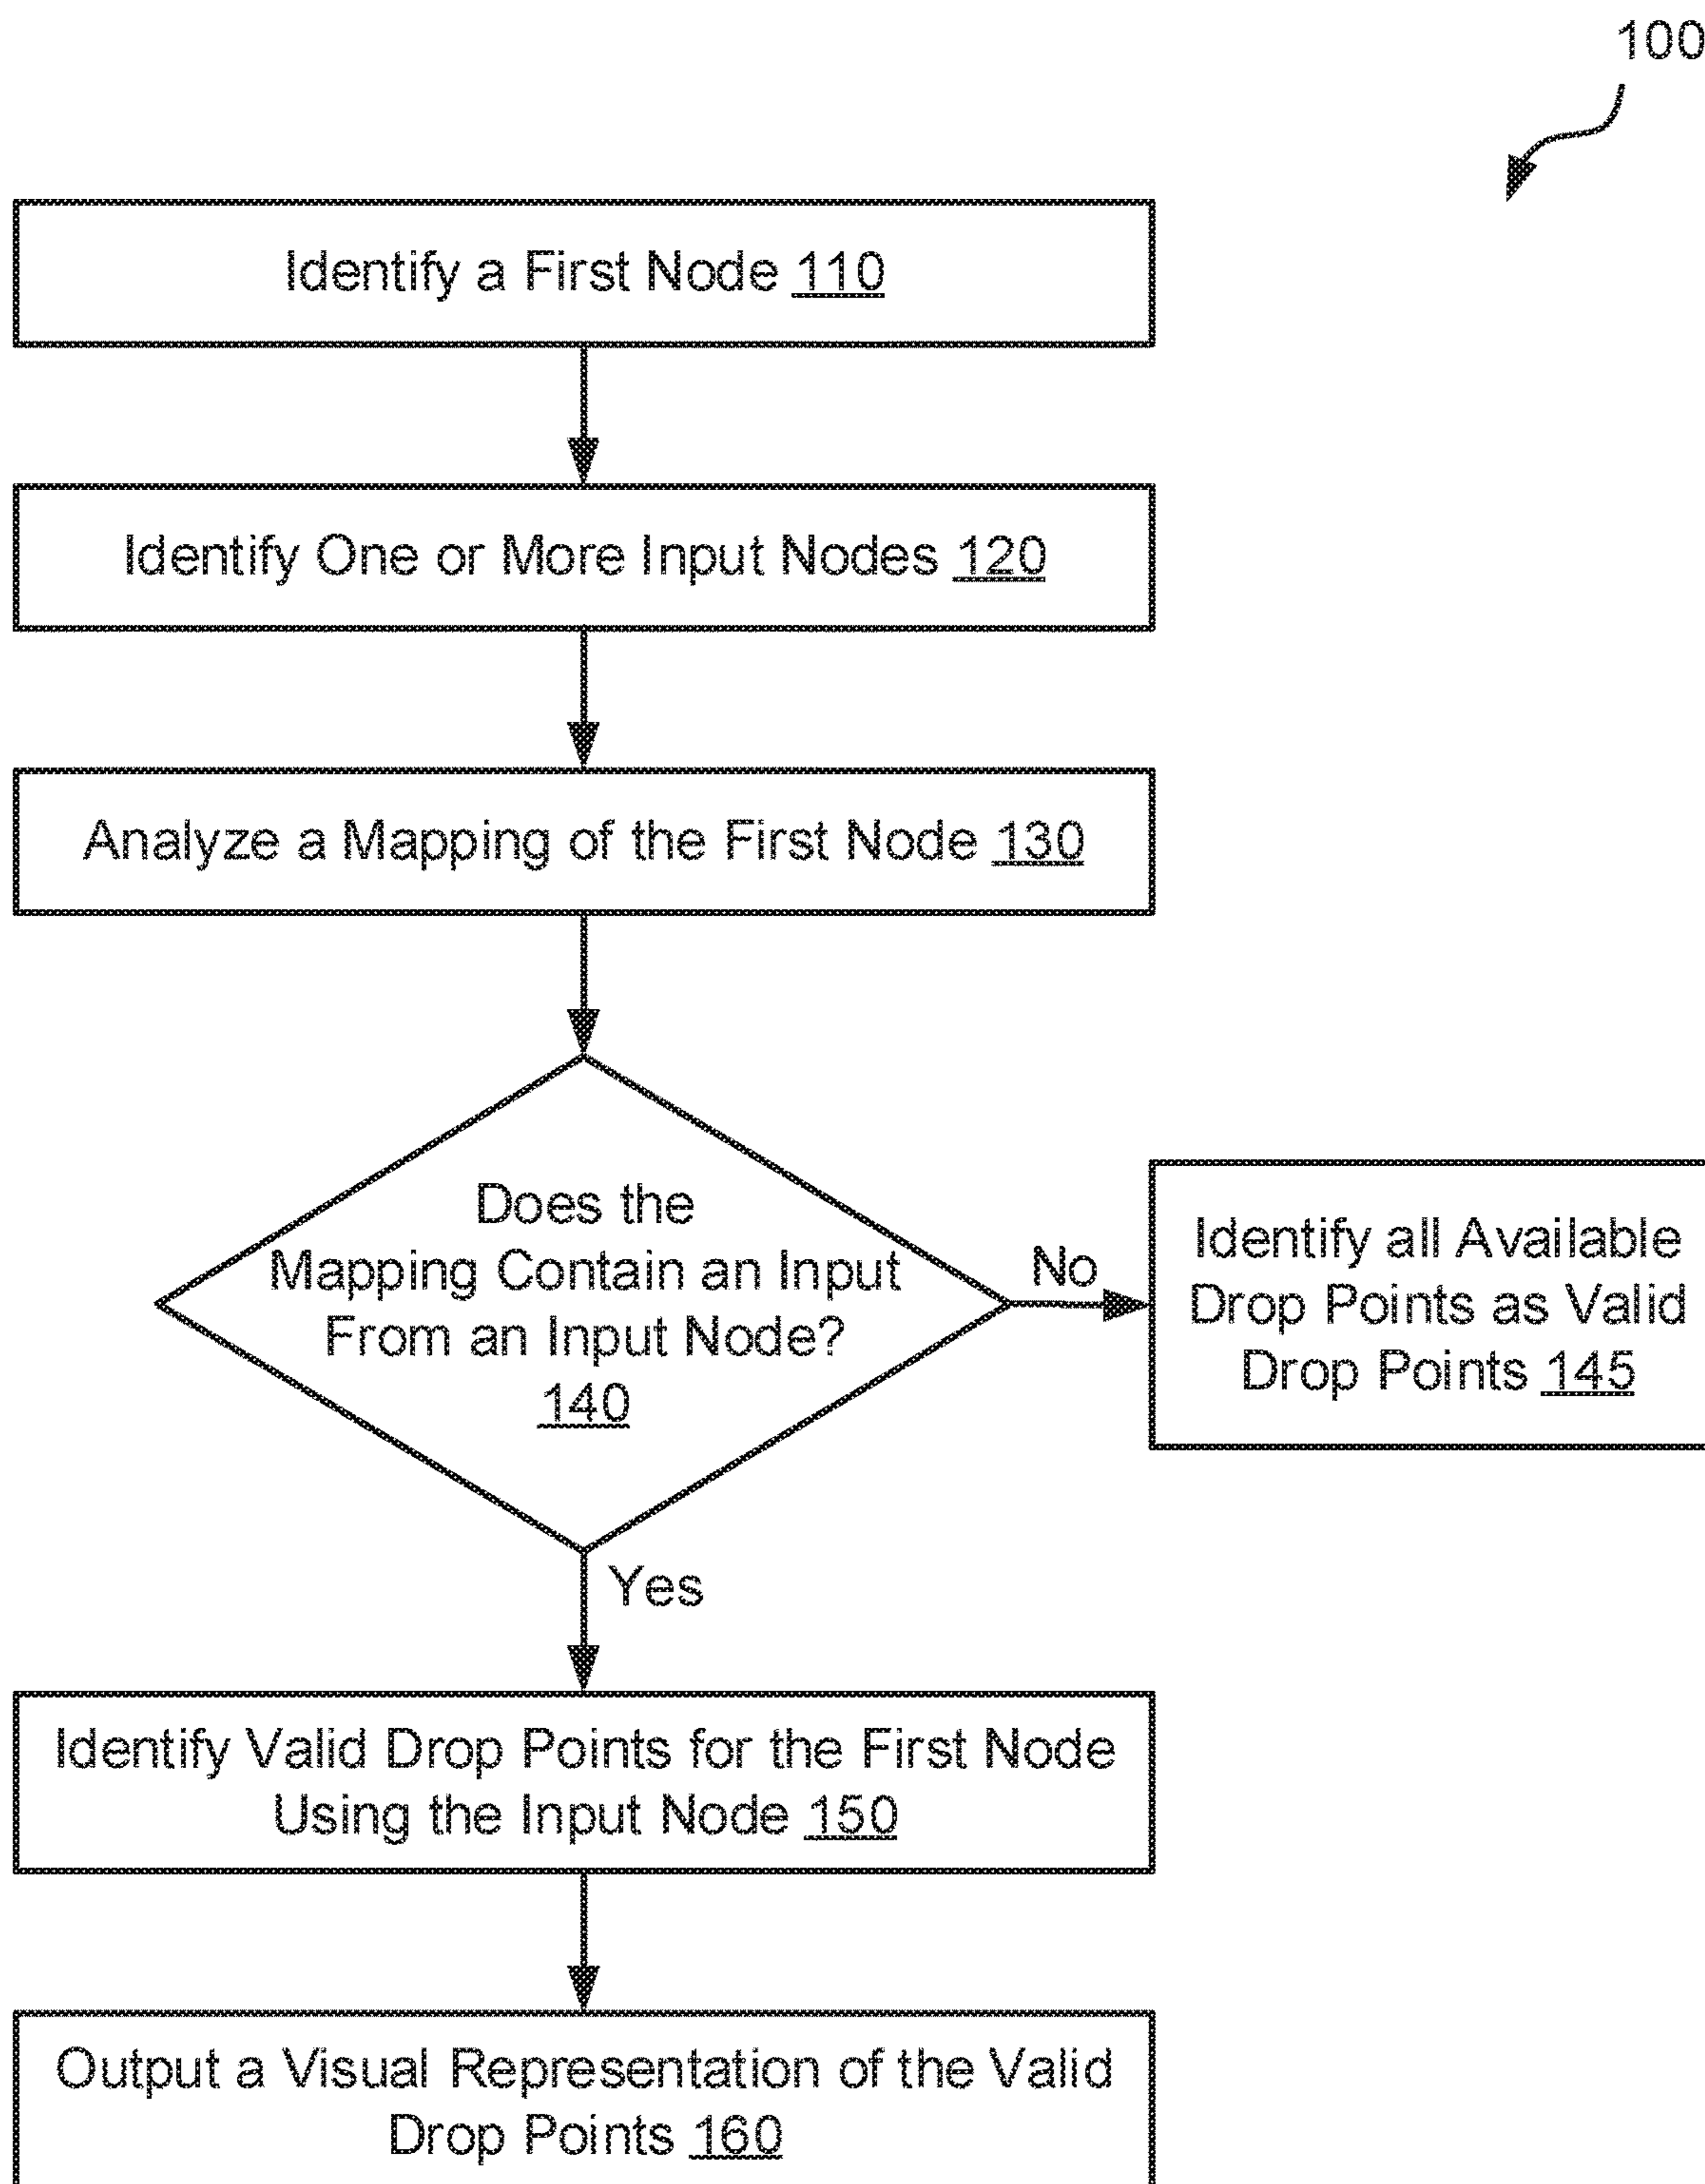 100
Identify a First Node 110
Identify One or More Input Nodes 120
Analyze a Mapping of the First Node 130
Does the
Mapping Contain an Input
From an Input Node?
140
No
Identify all Available
Drop Points as Valid
Drop Points 145
Yes
Identify Valid Drop Points for the First Node
Using the Input Node 150
Output a Visual Representation of the Valid
Drop Points 160